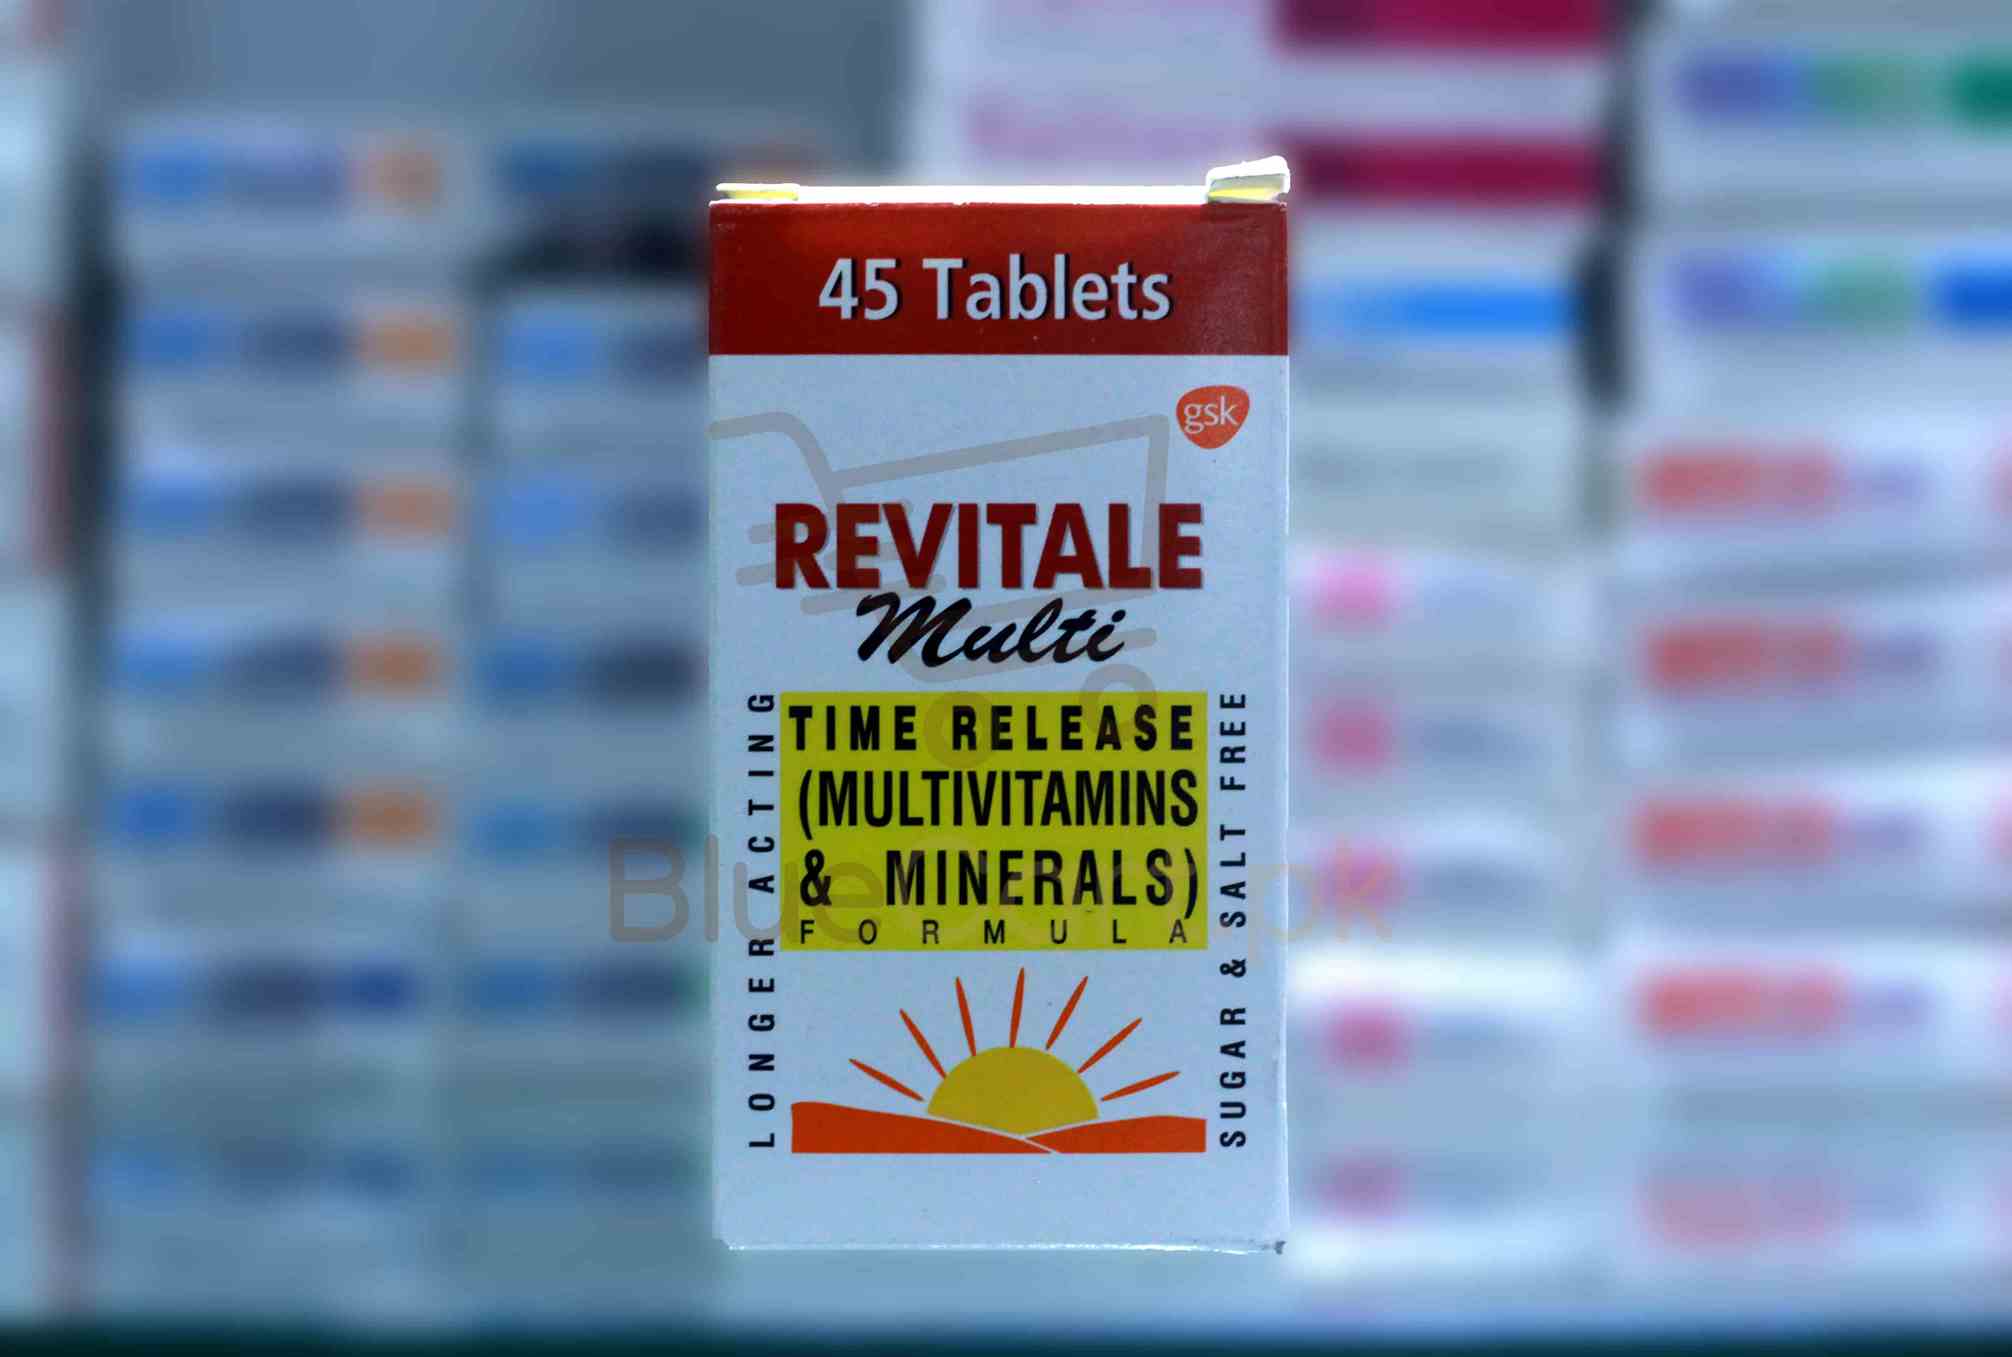 45 Tablets
gsk
REVITALE
Multi
TIME RELEASE
(MULTIVITAMINS
& MINERALS)
FORMULA
LONGER ACTING
SUGAR & SALT FREE